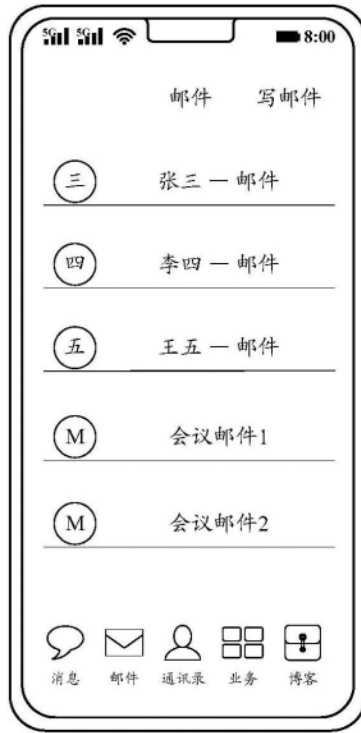 5G 5G 8:00
邮件 写邮件
三 张三 — 邮件
四 李四 — 邮件
五 王五 — 邮件
M 会议邮件1
M 会议邮件2
消息 邮件 通讯录 业务 博客